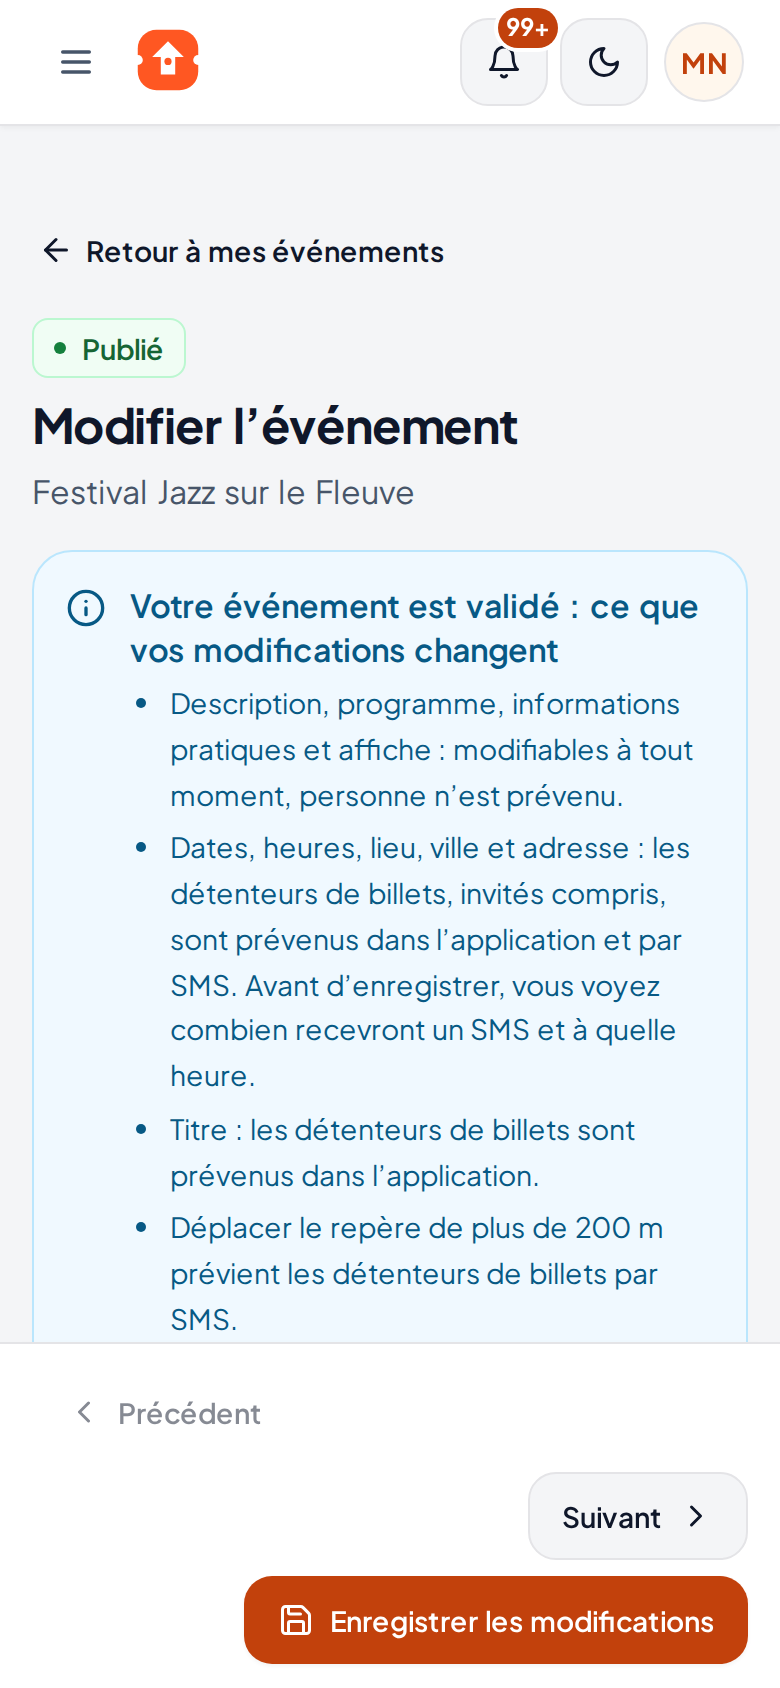 99+
MN
Retour à mes événements
Publié
Modifier l’événement
Festival Jazz sur le Fleuve
Votre événement est validé : ce que
vos modifications changent
• Description, programme, informations
pratiques et affiche : modifiables à tout
moment, personne n’est prévenu.
• Dates, heures, lieu, ville et adresse : les
détenteurs de billets, invités compris,
sont prévenus dans l’application et par
SMS. Avant d’enregistrer, vous voyez
combien recevront un SMS et à quelle
heure.
• Titre : les détenteurs de billets sont
prévenus dans l’application.
• Déplacer le repère de plus de 200 m
prévient les détenteurs de billets par
SMS.
Précédent
Suivant
Enregistrer les modifications